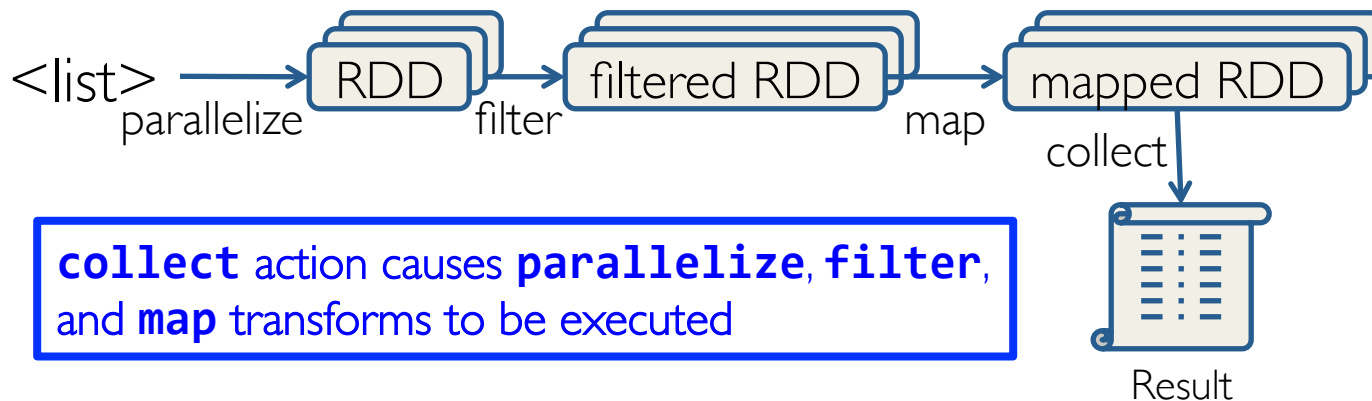 <list> RDD filtered RDD mapped RDD
parallelize filter map
collect
collect action causes parallelize, filter,
and map transforms to be executed
Result